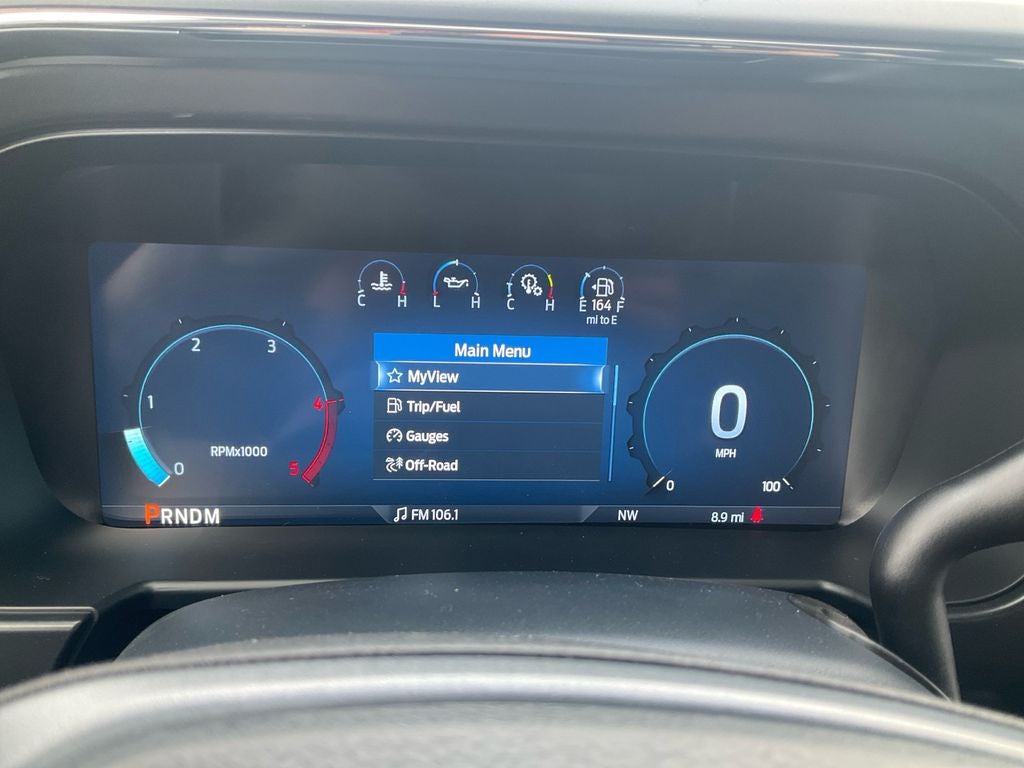 C H
L H
C H
E 164 F
mi to E
Main Menu
MyView
Trip/Fuel
Gauges
Off-Road
0 1 2 3 4 5
RPMx1000
0
MPH
0 100
PRNDM
FM 106.1
NW
8.9 mi